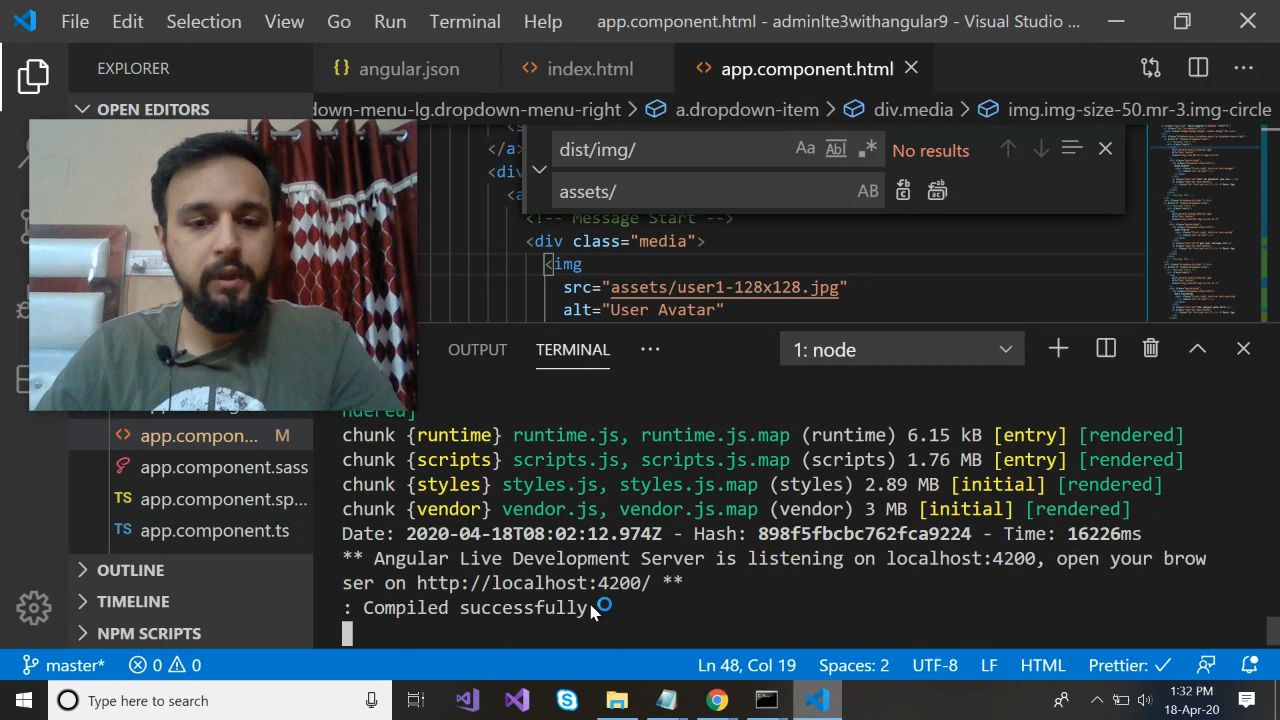 File Edit Selection View Go Run Terminal Help app.component.html - adminlte3withangular9 - Visual Studio ...
EXPLORER {} angular.json <> index.html <> app.component.html
OPEN EDITORS
down-menu-lg.dropdown-menu-right > a.dropdown-item > div.media > img.img-size-50.mr-3.img-circle
dist/img/ Aa Abl .* No results
assets/ AB
</a
<div
<a
<!-- Message Start -->
<div class="media">
<img
src="assets/user1-128x128.jpg"
alt="User Avatar"
OUTPUT TERMINAL ... 1: node
ndered]
chunk {runtime} runtime.js, runtime.js.map (runtime) 6.15 kB [entry] [rendered]
chunk {scripts} scripts.js, scripts.js.map (scripts) 1.76 MB [entry] [rendered]
chunk {styles} styles.js, styles.js.map (styles) 2.89 MB [initial] [rendered]
chunk {vendor} vendor.js, vendor.js.map (vendor) 3 MB [initial] [rendered]
Date: 2020-04-18T08:02:12.974Z - Hash: 898f5fbcbc762fca9224 - Time: 16226ms
** Angular Live Development Server is listening on localhost:4200, open your brow
ser on http://localhost:4200/ **
: Compiled successfully
<> app.compon... M
app.component.sass
TS app.component.sp...
TS app.component.ts
OUTLINE
TIMELINE
NPM SCRIPTS
master* 0 0 Ln 48, Col 19 Spaces: 2 UTF-8 LF HTML Prettier: ✓
Type here to search
1:32 PM
18-Apr-20